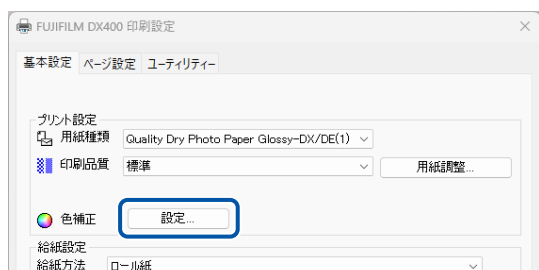 FUJIFILM DX400 印刷設定
基本設定 ページ設定 ユーティリティー
プリント設定
用紙種類 Quality Dry Photo Paper Glossy-DX/DE(1)
印刷品質 標準 用紙調整...
色補正 設定...
給紙設定
給紙方法 ロール紙